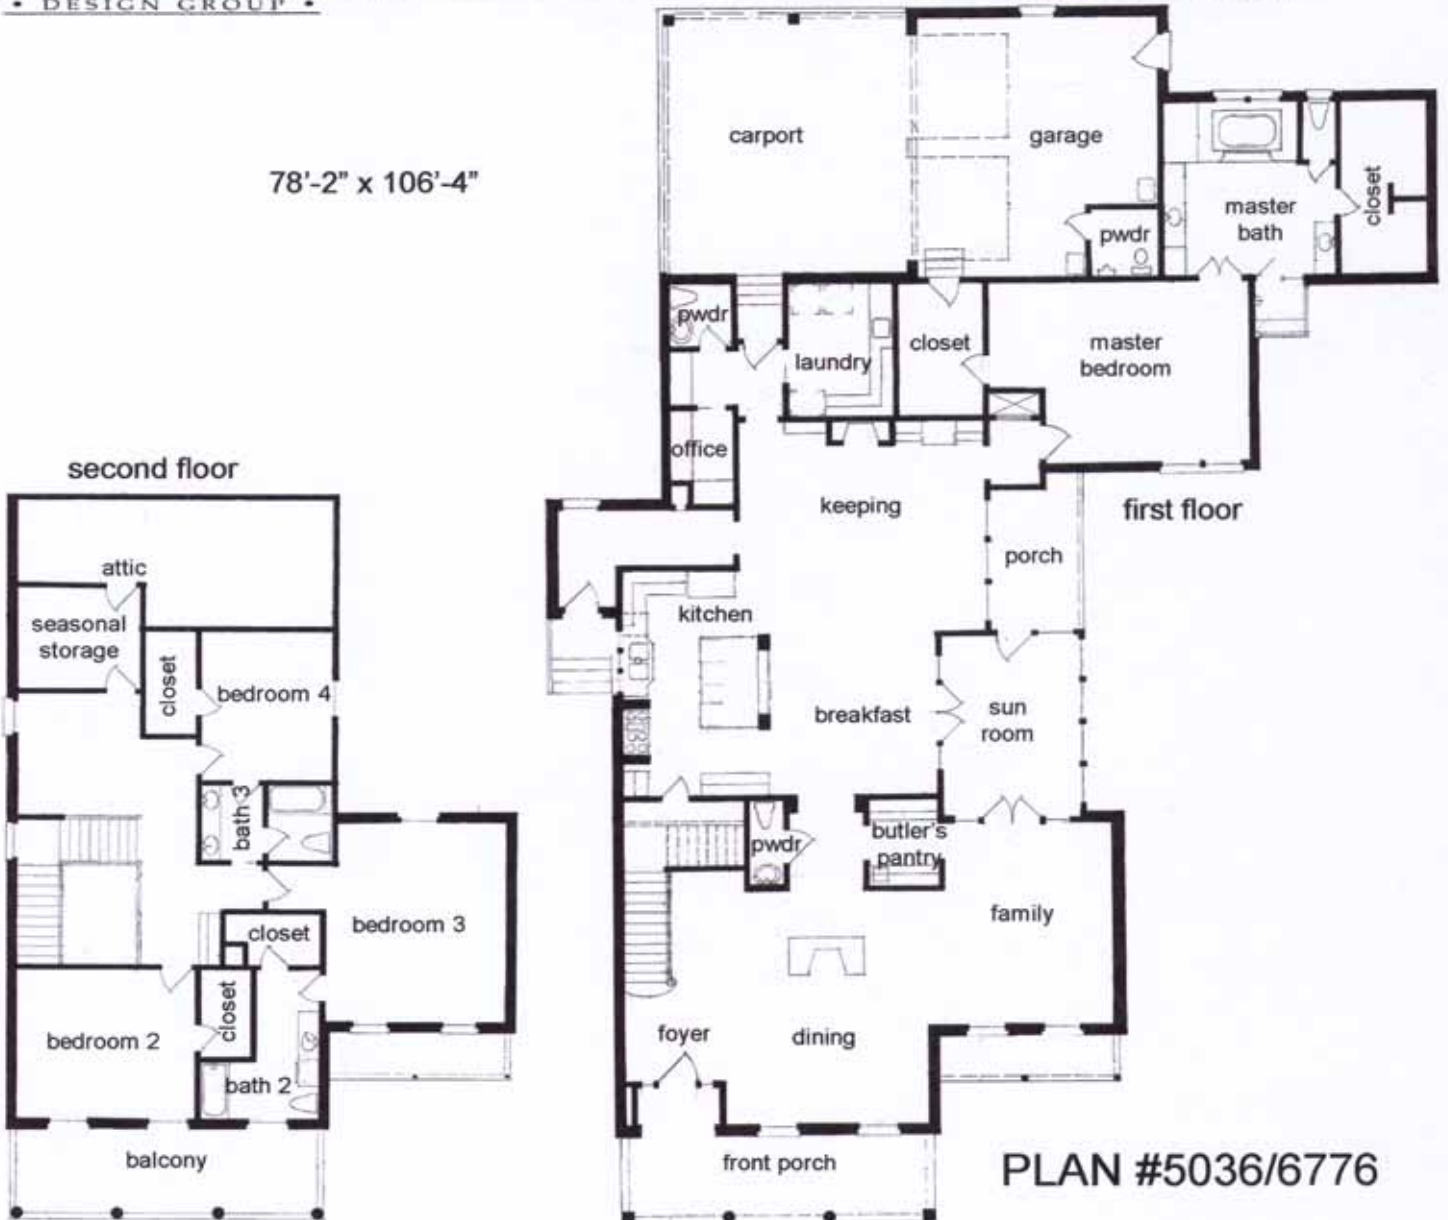 • DESIGN GROUP •
78'-2" x 106'-4"
carport
garage
closet
master
bath
pwdr
pwdr
laundry
closet
master
bedroom
office
second floor
keeping
first floor
porch
attic
seasonal
storage
closet
bedroom 4
kitchen
breakfast
sun
room
bath 3
pwdr
butler's
pantry
bedroom 3
closet
family
closet
bedroom 2
bath 2
foyer
dining
balcony
front porch
PLAN #5036/6776